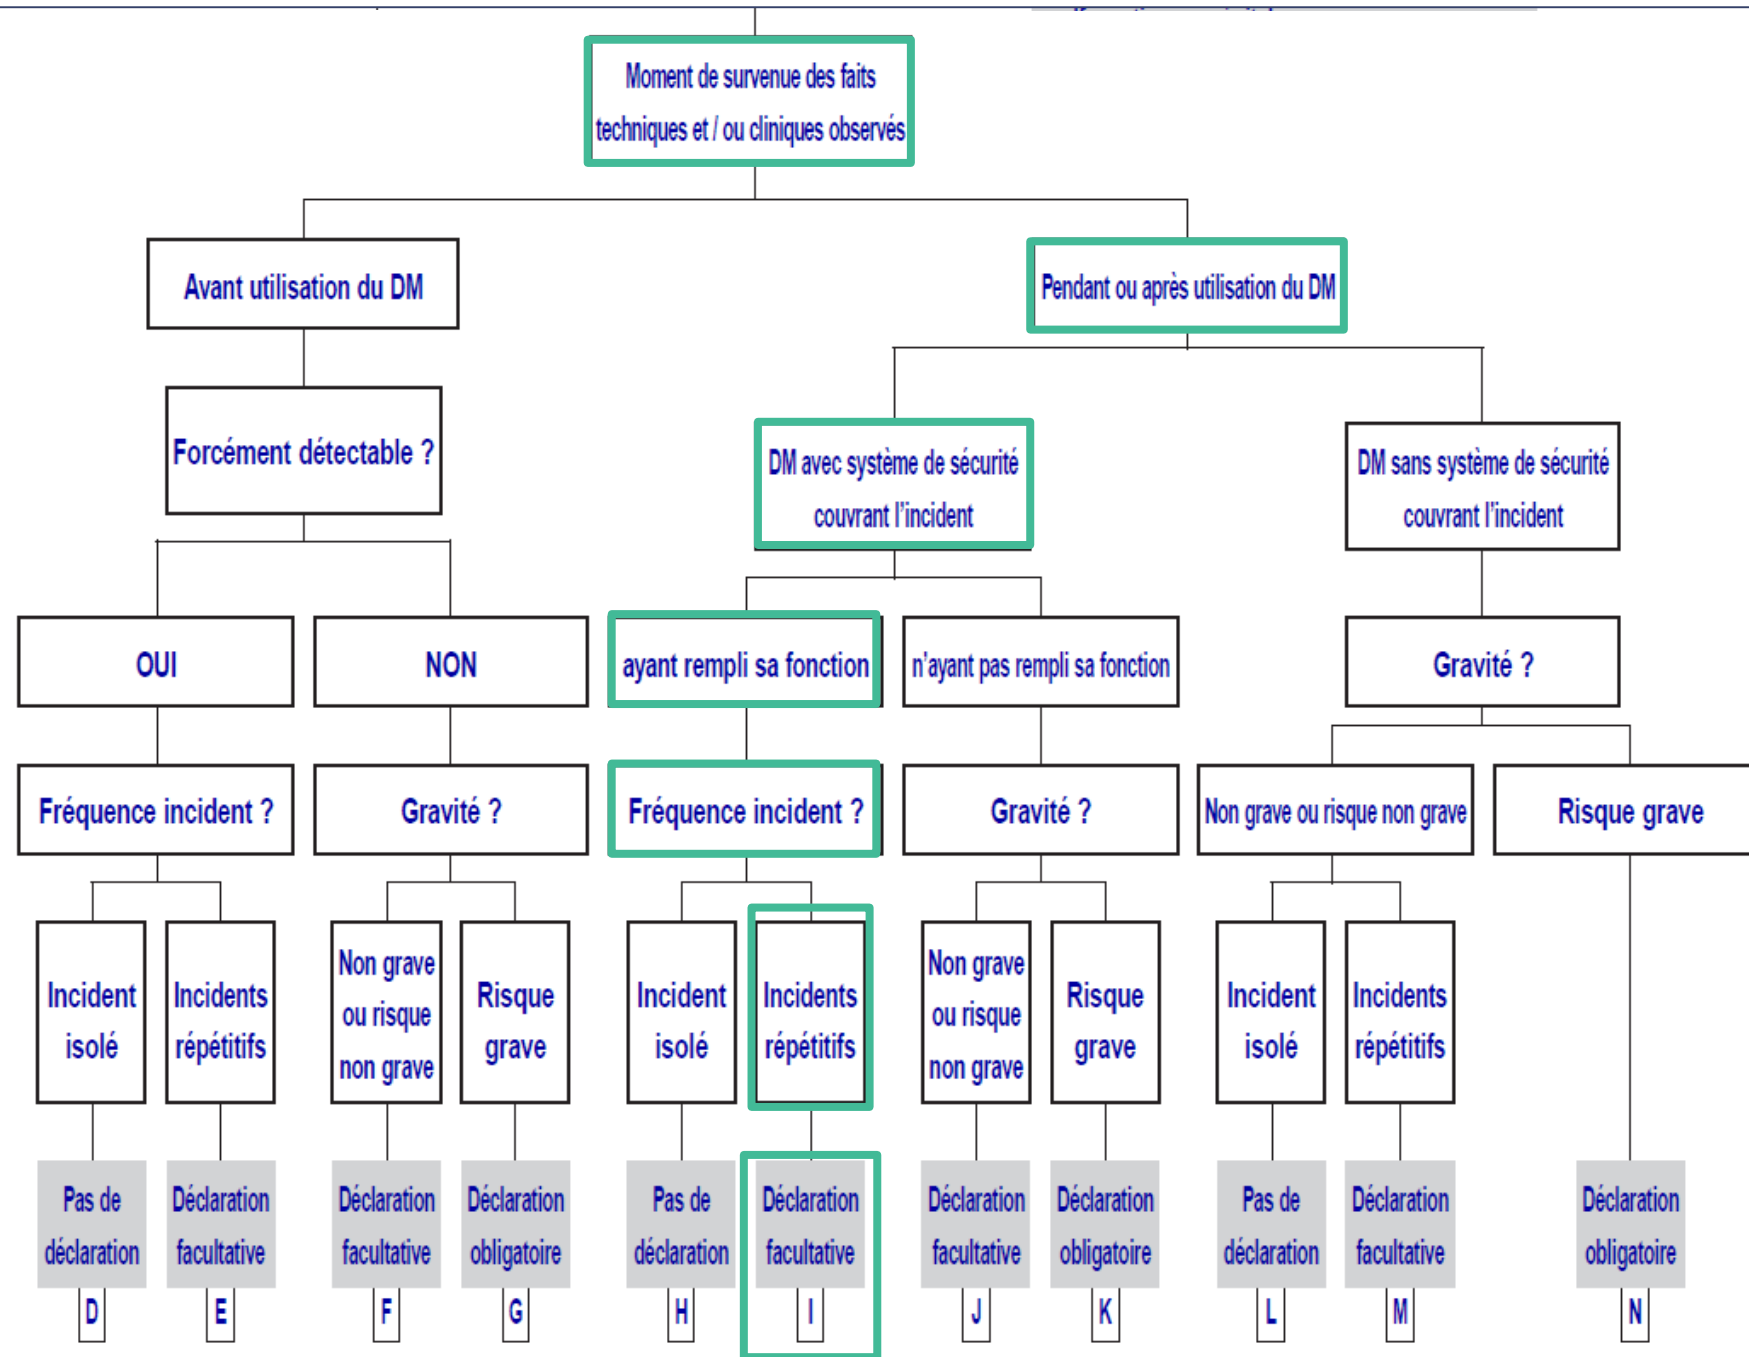 Moment de survenue des faits
techniques et / ou cliniques observés
Avant utilisation du DM
Pendant ou après utilisation du DM
Forcément détectable ?
DM avec système de sécurité
couvrant l'incident
DM sans système de sécurité
couvrant l'incident
OUI
NON
ayant rempli sa fonction
n'ayant pas rempli sa fonction
Gravité ?
Fréquence incident ?
Gravité ?
Fréquence incident ?
Gravité ?
Non grave ou risque non grave
Risque grave
Incident
isolé
Incidents
répétitifs
Non grave
ou risque
non grave
Risque
grave
Incident
isolé
Incidents
répétitifs
Non grave
ou risque
non grave
Risque
grave
Incident
isolé
Incidents
répétitifs
Pas de
déclaration
Déclaration
facultative
Déclaration
facultative
Déclaration
obligatoire
Pas de
déclaration
Déclaration
facultative
Déclaration
facultative
Déclaration
obligatoire
Pas de
déclaration
Déclaration
facultative
Déclaration
obligatoire
D
E
F
G
H
I
J
K
L
M
N